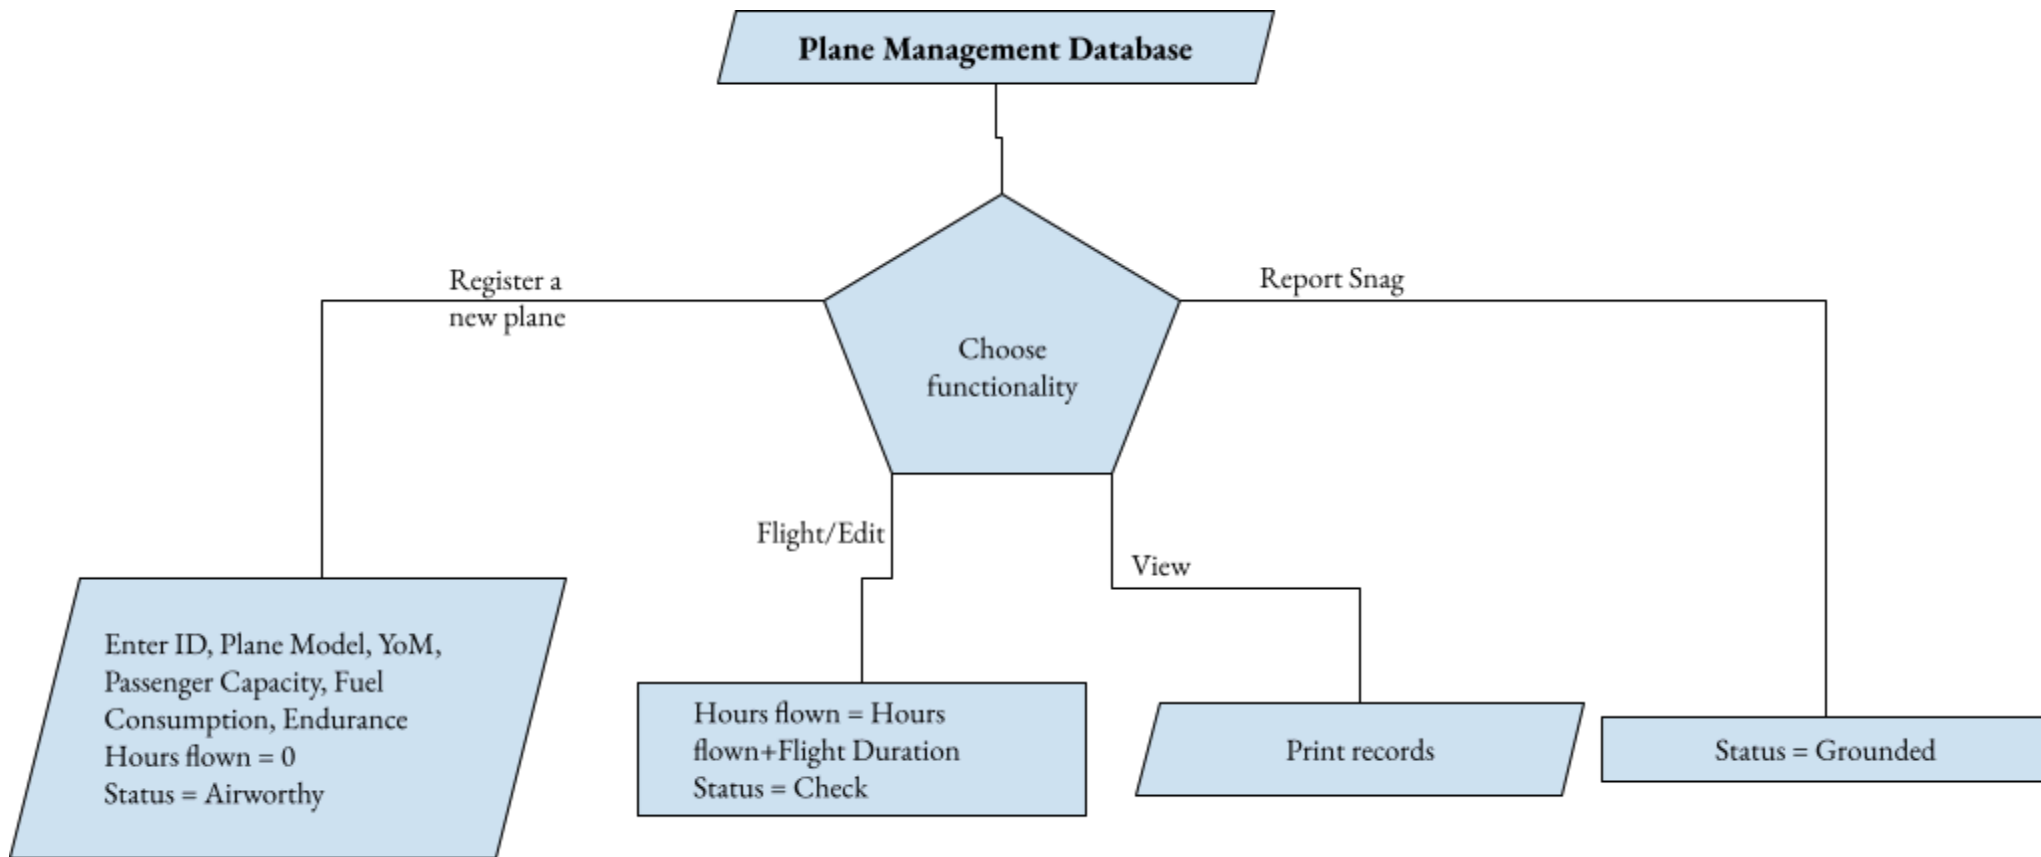 Plane Management Database
Register a
new plane
Report Snag
Choose
functionality
Flight/Edit
View
Enter ID, Plane Model, YoM,
Passenger Capacity, Fuel
Consumption, Endurance
Hours flown = 0
Status = Airworthy
Hours flown = Hours
flown+Flight Duration
Status = Check
Print records
Status = Grounded